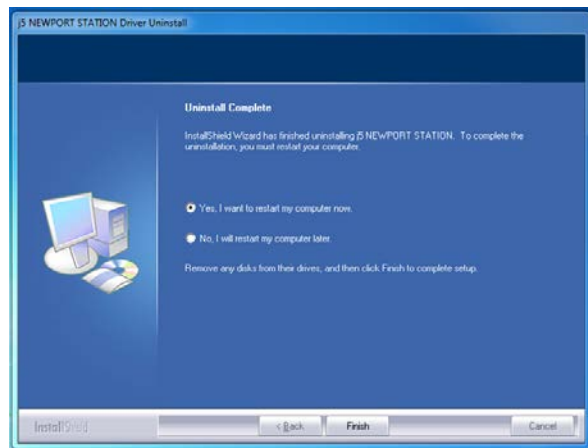 j5 NEWPORT STATION Driver Uninstall
Uninstall Complete
InstallShield Wizard has finished uninstalling j5 NEWPORT STATION. To complete the
uninstallation, you must restart your computer.
Yes, I want to restart my computer now.
No, I will restart my computer later.
Remove any disks from their drives, and then click Finish to complete setup.
InstallShield
< Back
Finish
Cancel